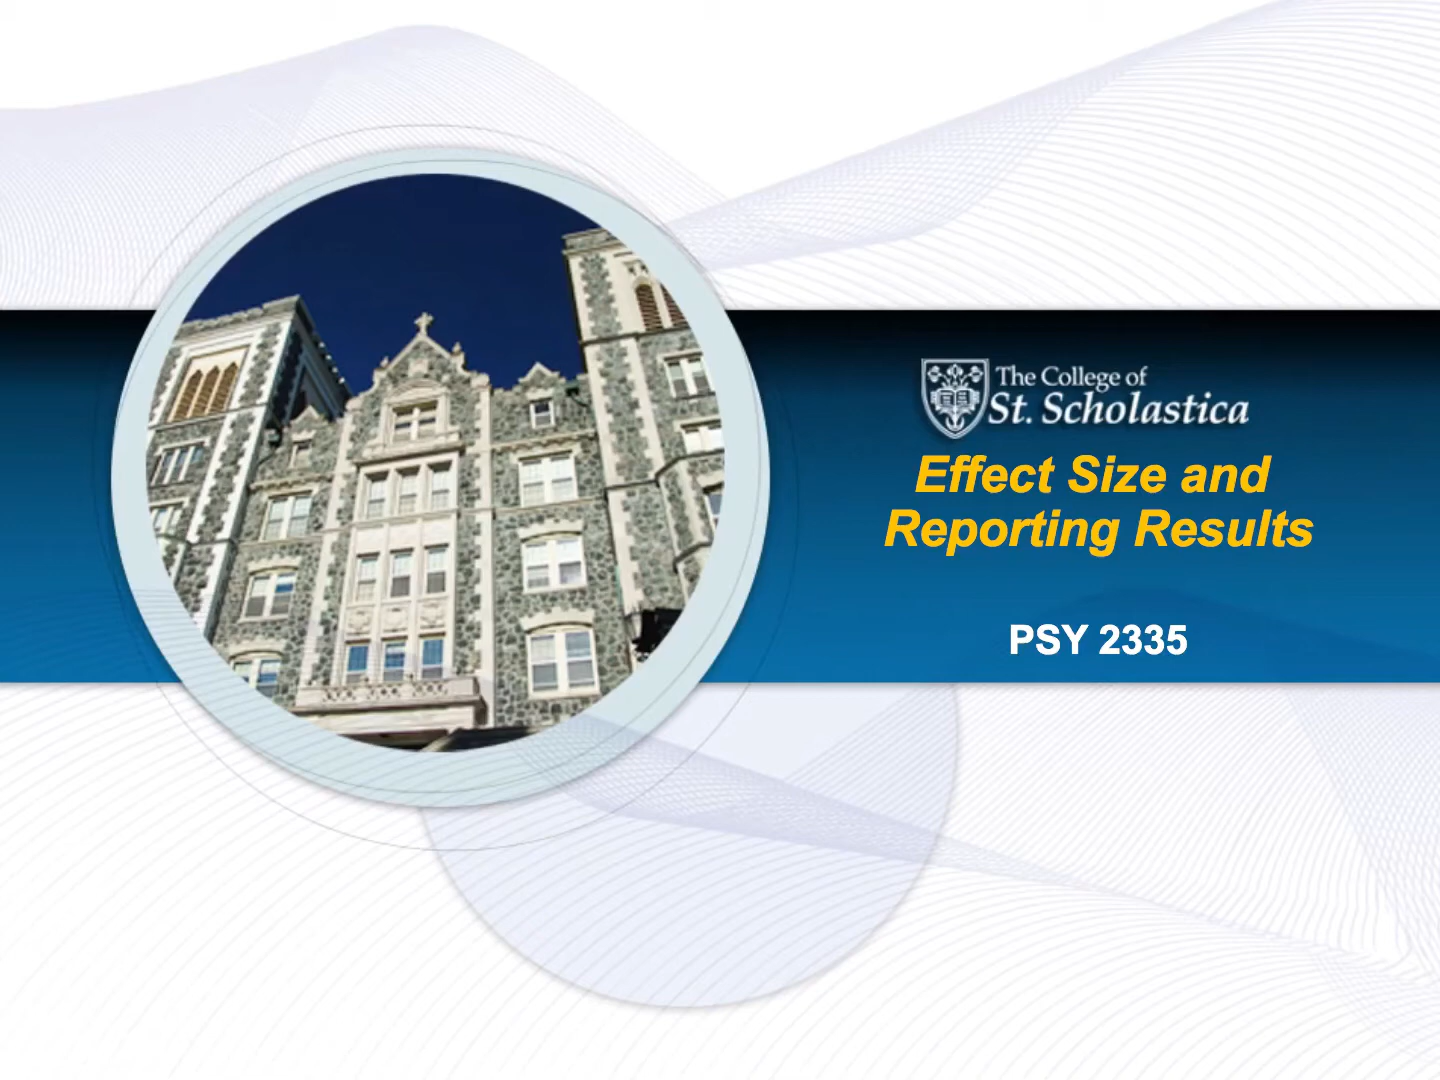 The College of
St. Scholastica
Effect Size and
Reporting Results
PSY 2335